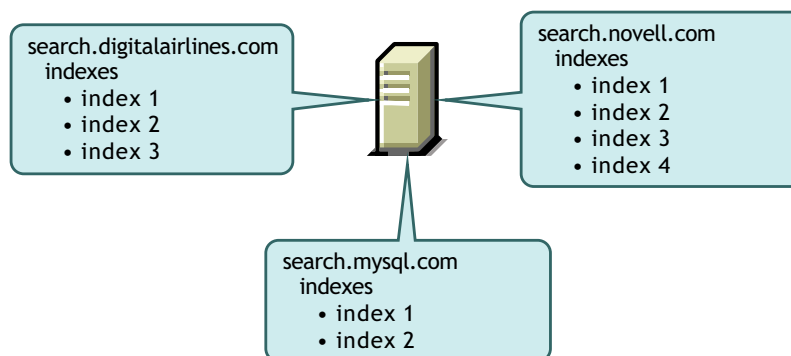 search.digitalairlines.com
indexes
• index 1
• index 2
• index 3
search.novell.com
indexes
• index 1
• index 2
• index 3
• index 4
search.mysql.com
indexes
• index 1
• index 2